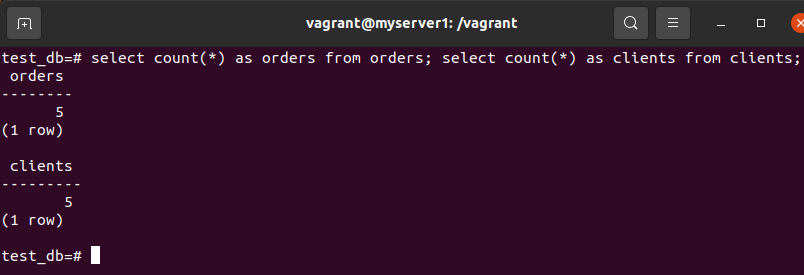 vagrant@myserver1: /vagrant
test_db=# select count(*) as orders from orders; select count(*) as clients from clients;
 orders
--------
      5
(1 row)

 clients
---------
       5
(1 row)

test_db=#